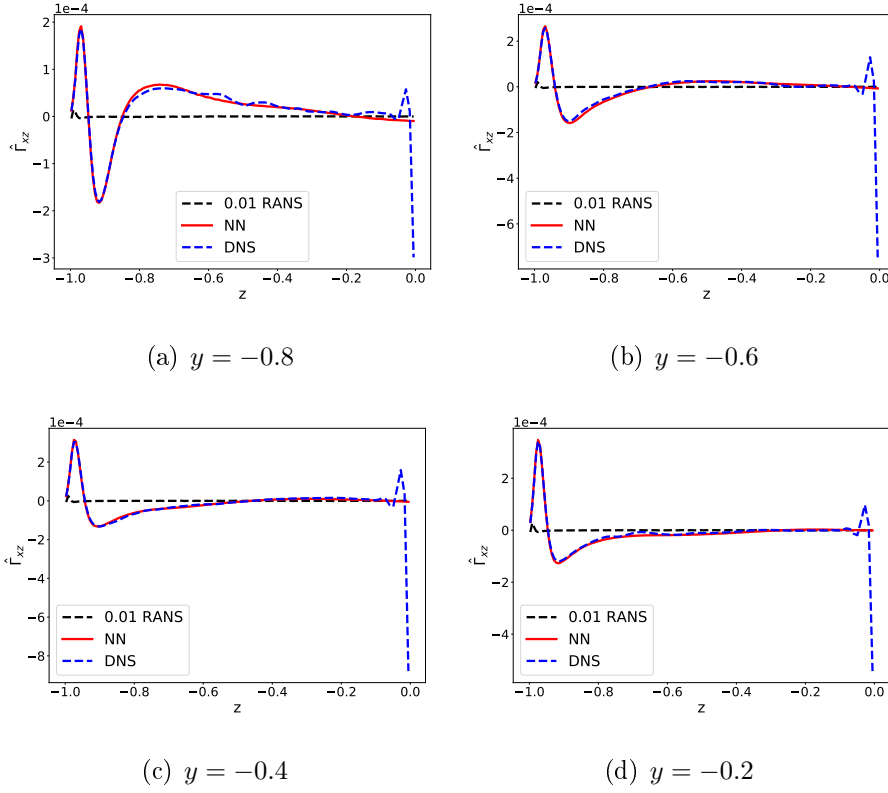 1e−4
2
1
0
−1
−2
−3
Γ̂xz
0.01 RANS
NN
DNS
−1.0 −0.8 −0.6 −0.4 −0.2 0.0
z
(a) y = −0.8
1e−4
2
0
−2
−4
−6
Γ̂xz
0.01 RANS
NN
DNS
−1.0 −0.8 −0.6 −0.4 −0.2 0.0
z
(b) y = −0.6
1e−4
2
0
−2
−4
−6
−8
Γ̂xz
0.01 RANS
NN
DNS
−1.0 −0.8 −0.6 −0.4 −0.2 0.0
z
(c) y = −0.4
1e−4
2
0
−2
−4
Γ̂xz
0.01 RANS
NN
DNS
−1.0 −0.8 −0.6 −0.4 −0.2 0.0
z
(d) y = −0.2